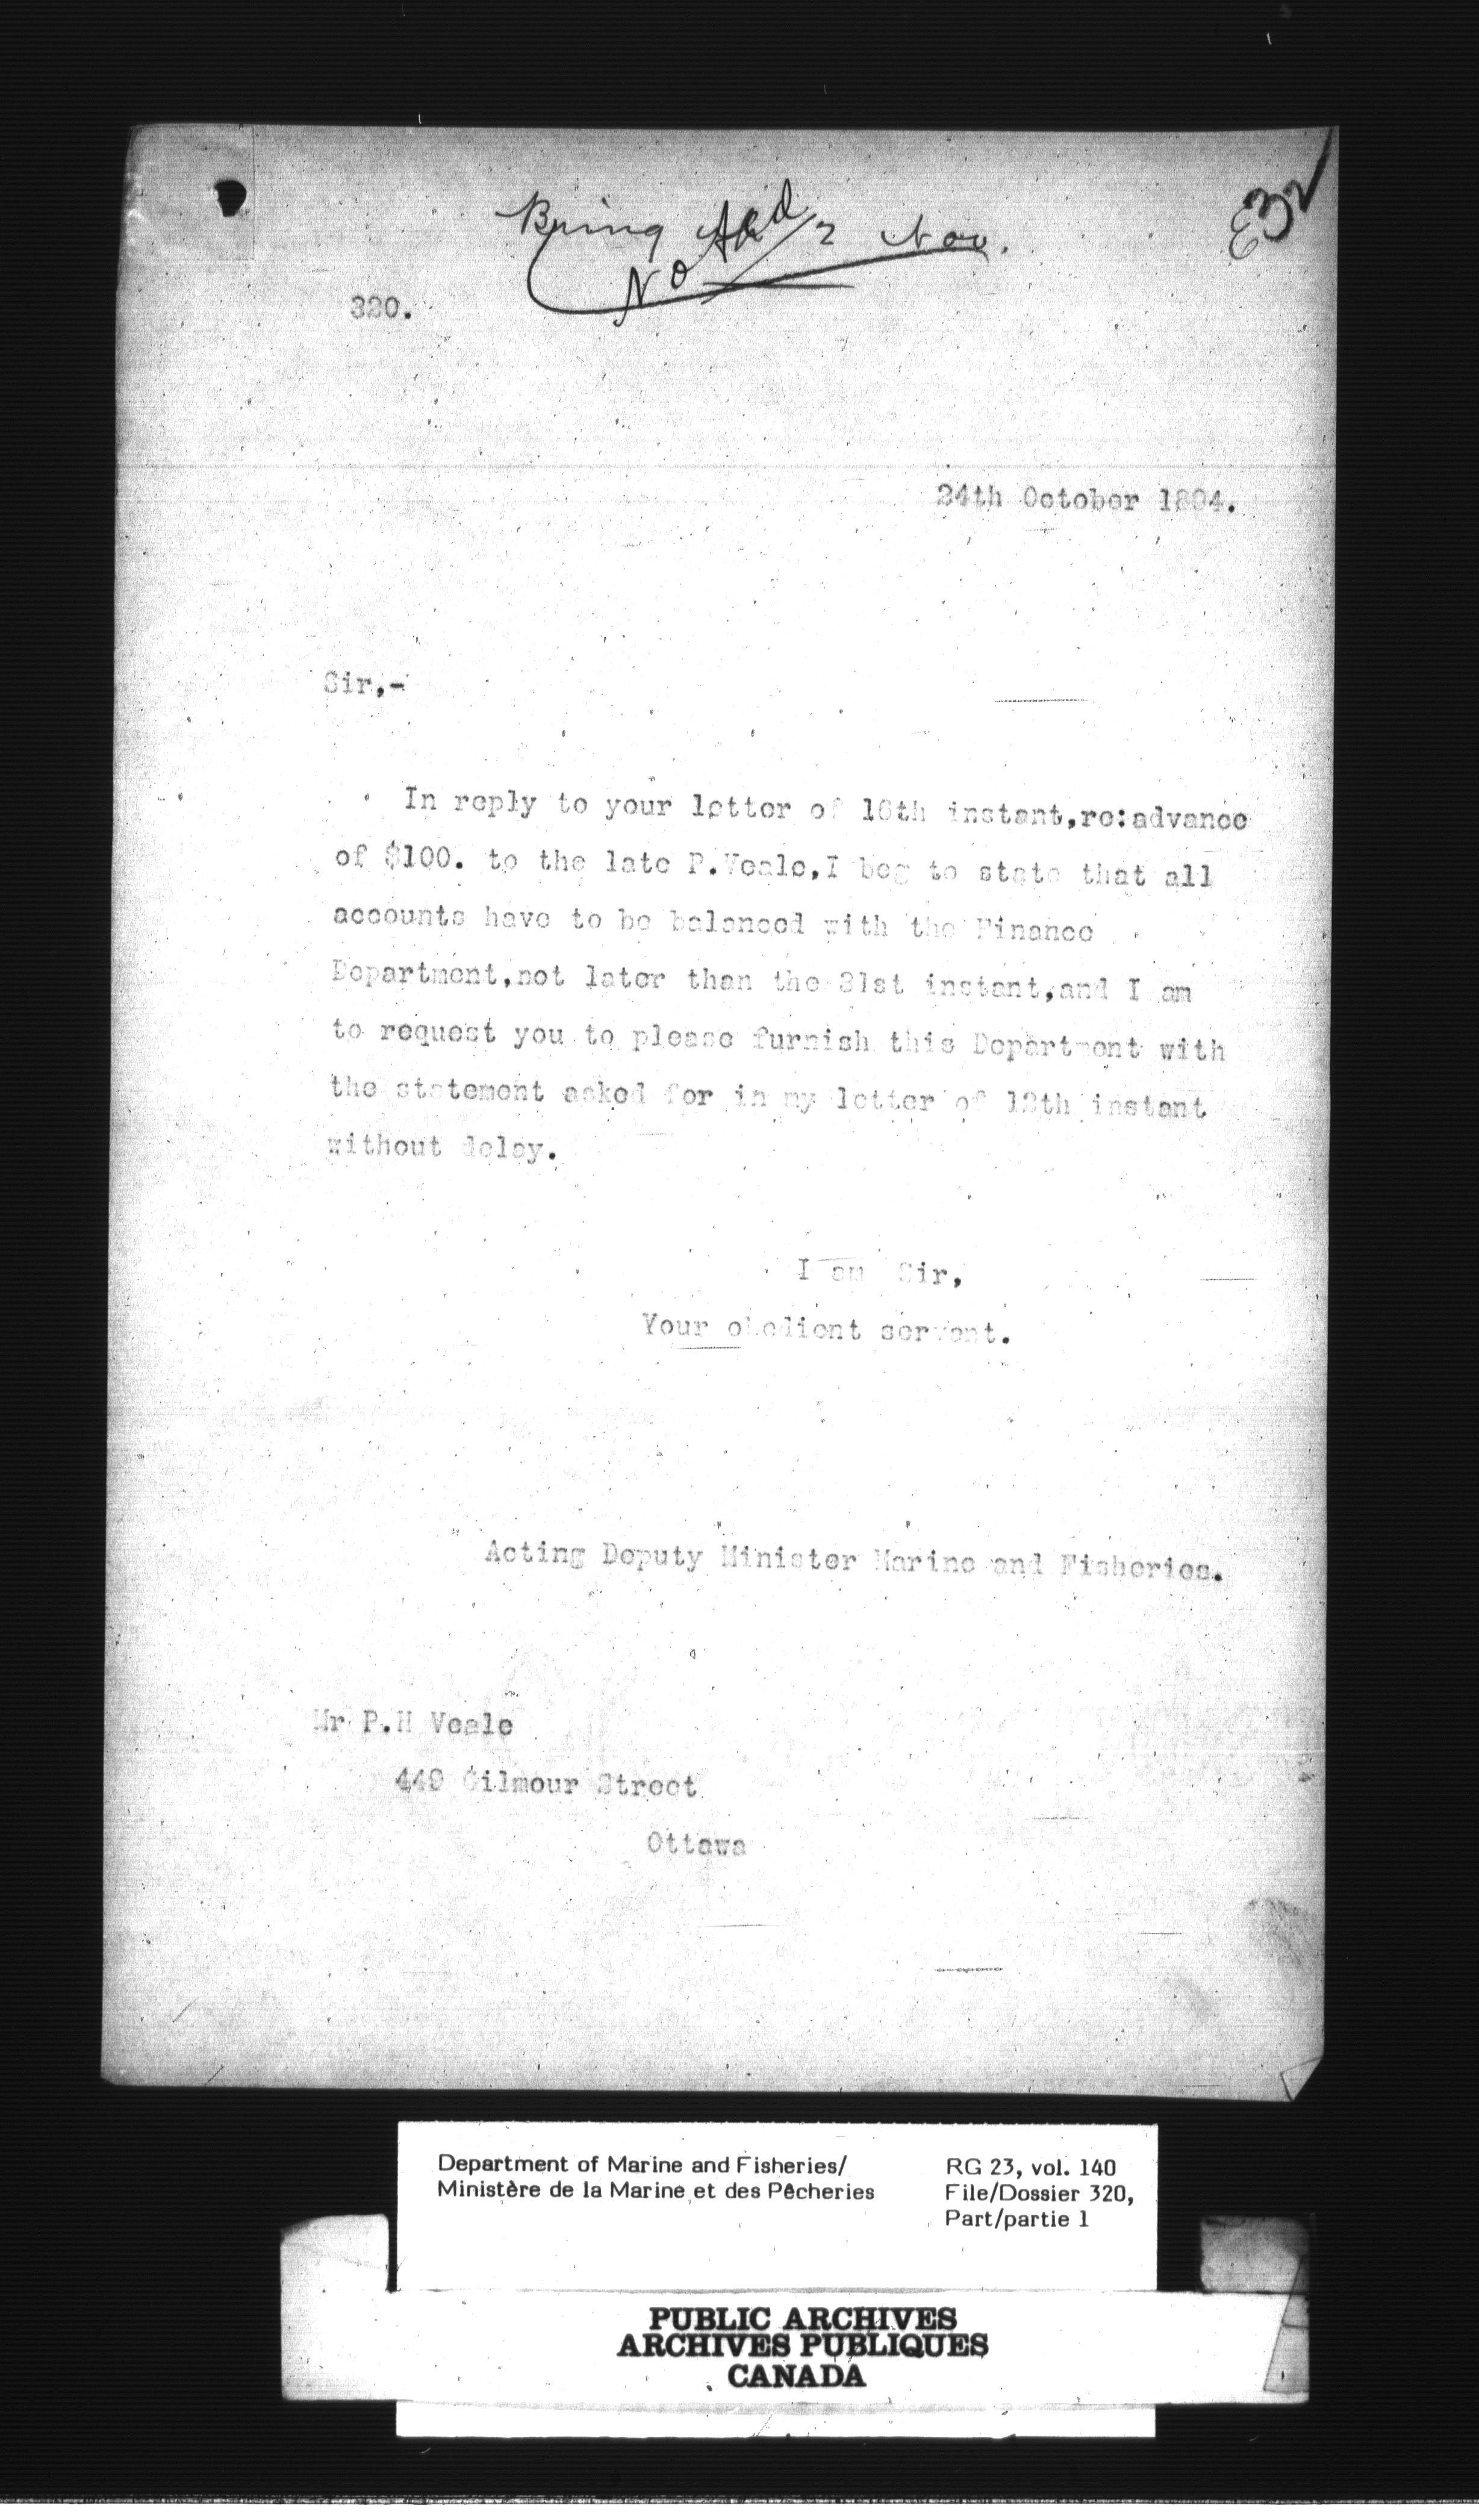 Bring Fwd 2 Nov.
No
E32
320.
24th October 1894.
Sir,-
In reply to your letter of 16th instant,re:advance
of $100. to the late P.Veale,I beg to state that all
accounts have to be balanced with the Finance
Department,not later than the 31st instant,and I am
to request you to please furnish this Department with
the statement asked for in my letter of 12th instant
without delay.
I am Sir,
Your obedient servant.
Acting Deputy Minister Marine and Fisheries.
Mr P.H Veale
449 Gilmour Street
Ottawa
Department of Marine and Fisheries/
Ministère de la Marine et des Pêcheries
RG 23, vol. 140
File/Dossier 320,
Part/partie 1
PUBLIC ARCHIVES
ARCHIVES PUBLIQUES
CANADA